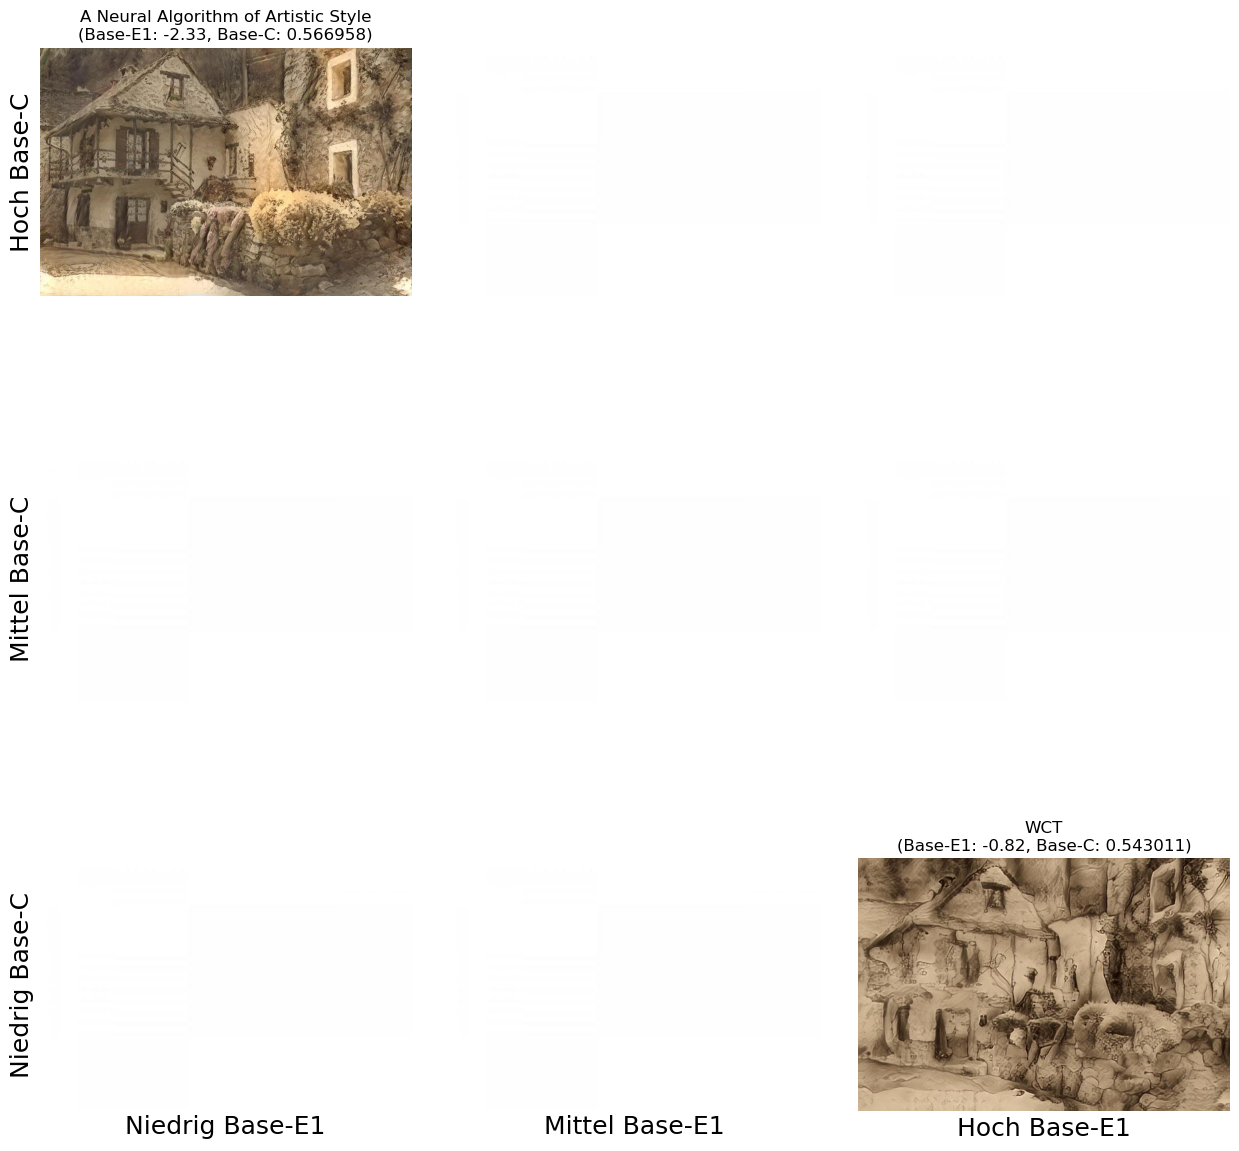 A Neural Algorithm of Artistic Style
(Base-E1: -2.33, Base-C: 0.566958)
Hoch Base-C
Mittel Base-C
WCT
(Base-E1: -0.82, Base-C: 0.543011)
Niedrig Base-C
Niedrig Base-E1
Mittel Base-E1
Hoch Base-E1